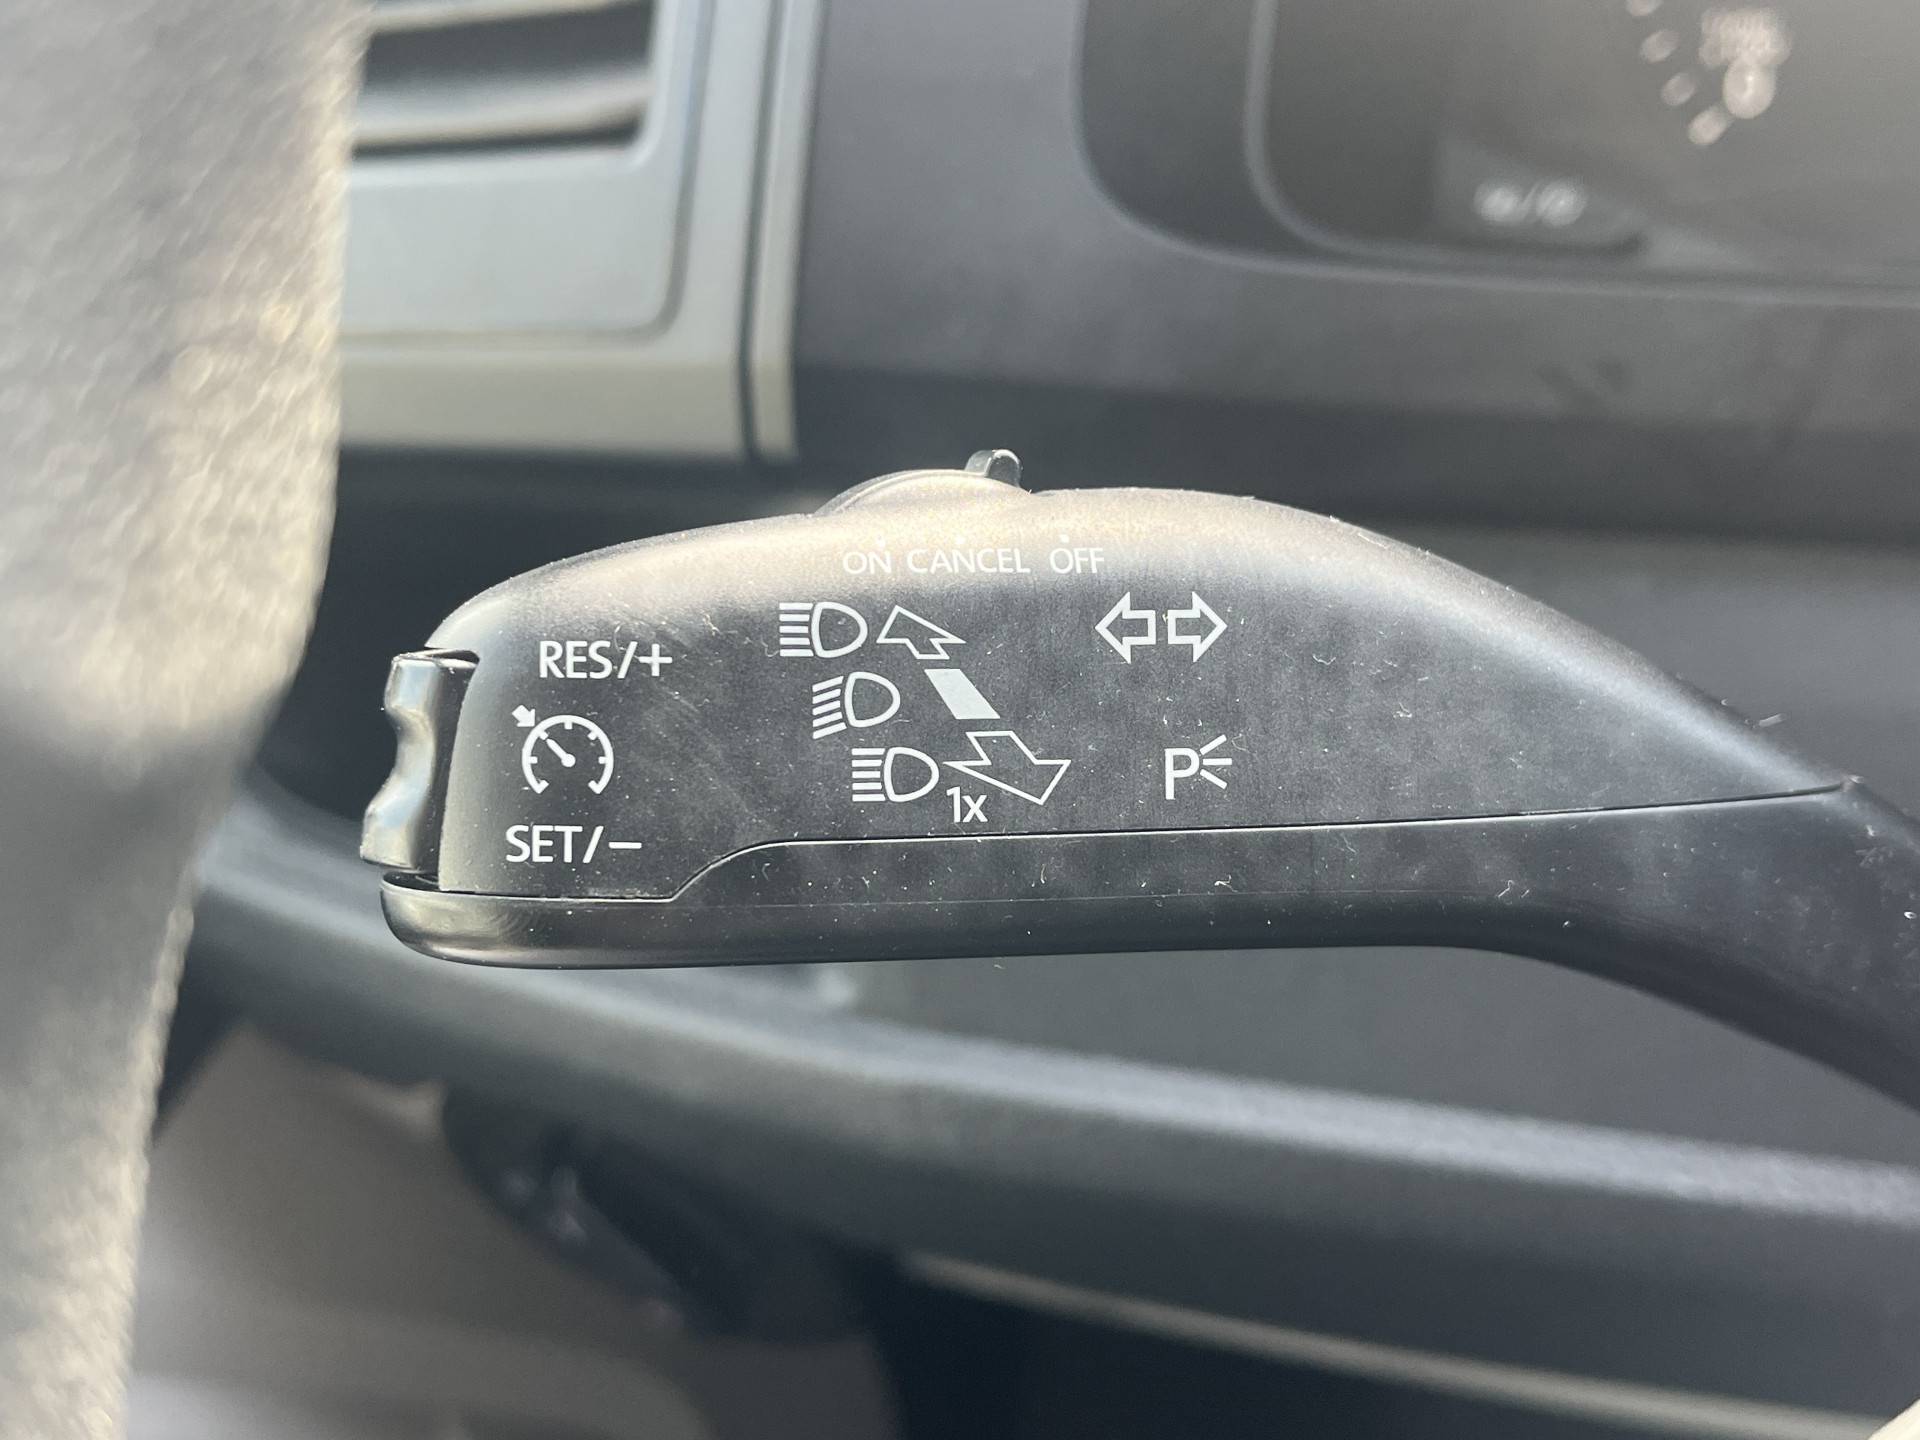 ON CANCEL OFF
RES/+
SET/−
1x
P